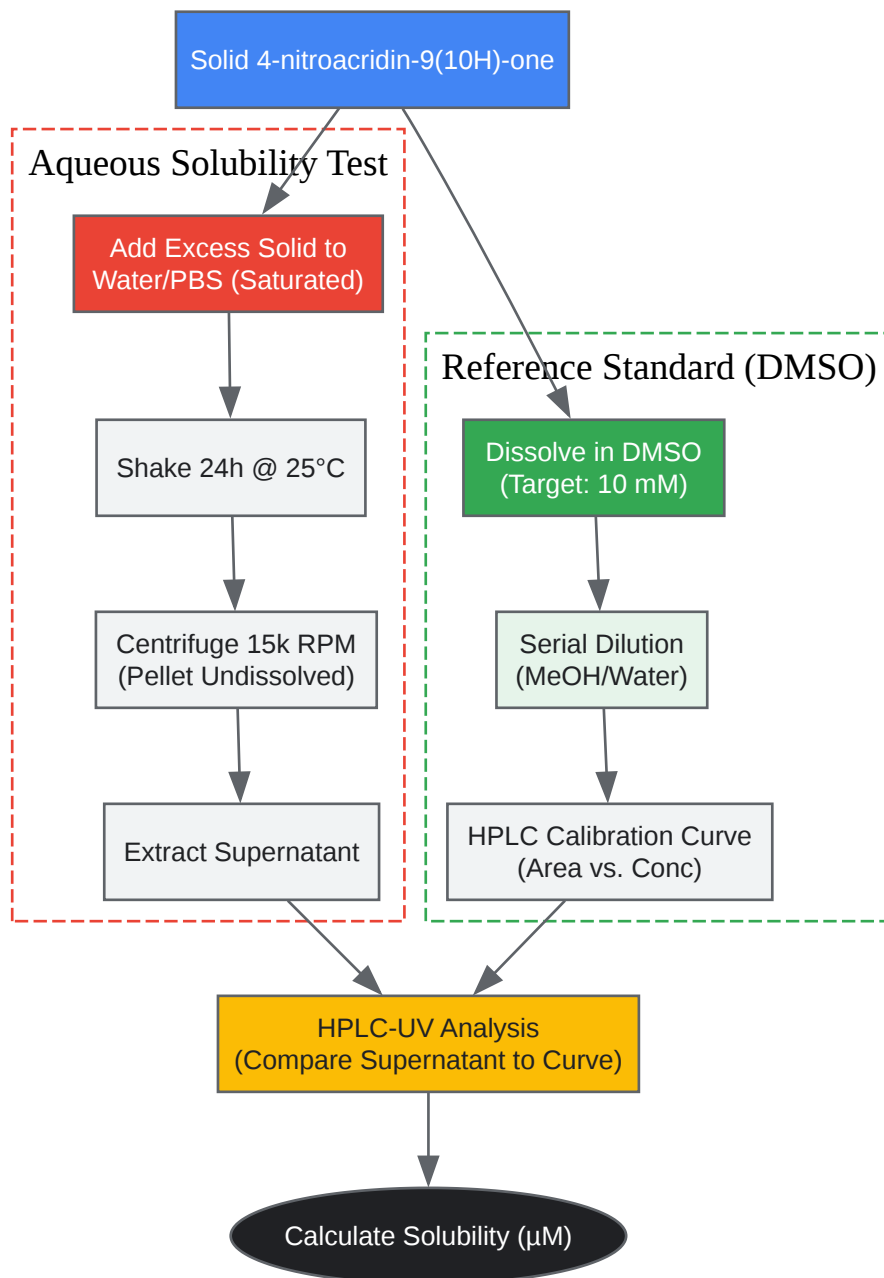 Solid 4-nitroacridin-9(10H)-one
Aqueous Solubility Test
Add Excess Solid to
Water/PBS (Saturated)
Shake 24h @ 25°C
Centrifuge 15k RPM
(Pellet Undissolved)
Extract Supernatant
Reference Standard (DMSO)
Dissolve in DMSO
(Target: 10 mM)
Serial Dilution
(MeOH/Water)
HPLC Calibration Curve
(Area vs. Conc)
HPLC-UV Analysis
(Compare Supernatant to Curve)
Calculate Solubility (µM)